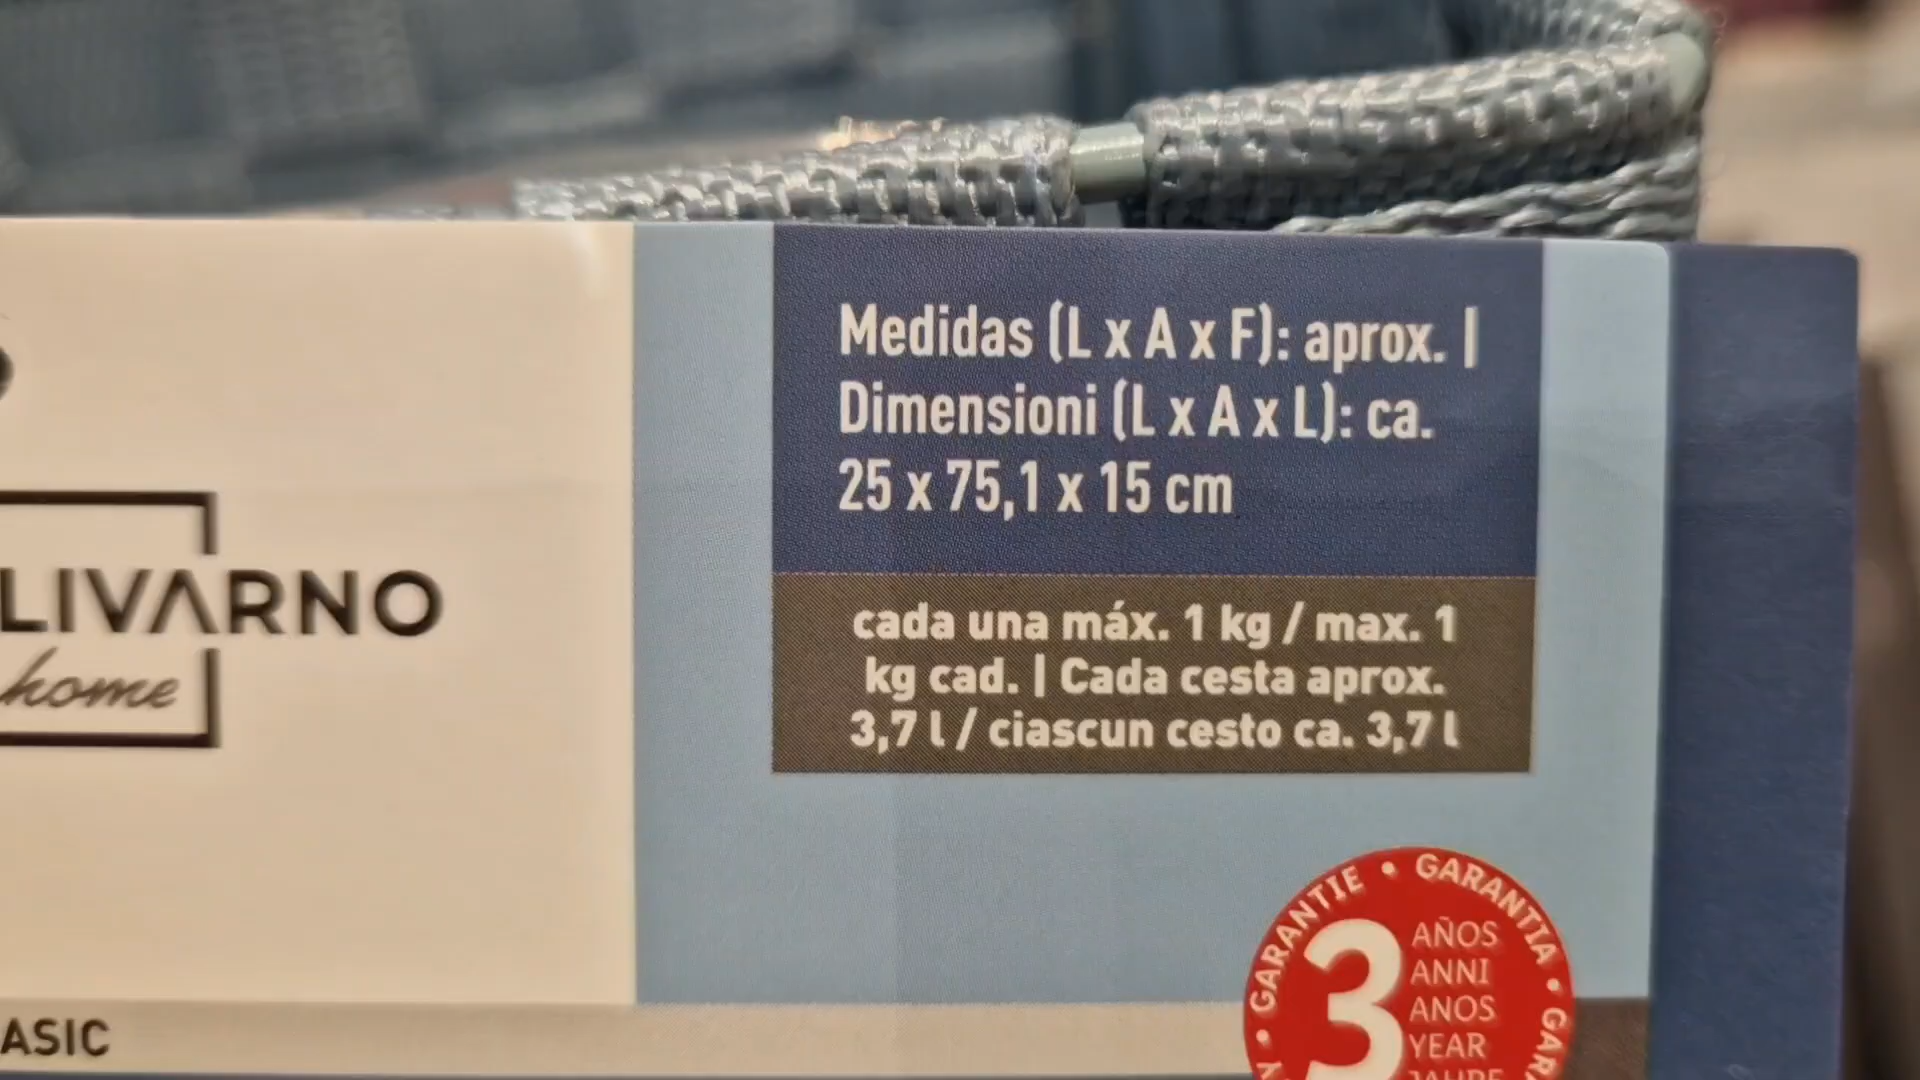 Medidas (L x A x F): aprox. |
Dimensioni (L x A x L): ca.
25 x 75,1 x 15 cm
cada una máx. 1 kg / max. 1
kg cad. | Cada cesta aprox.
3,7 l / ciascun cesto ca. 3,7 l
LIVARNO
home
GARANTIE • GARANTIA •
3
AÑOS
ANNI
ANOS
YEAR
JAHRE
ASIC